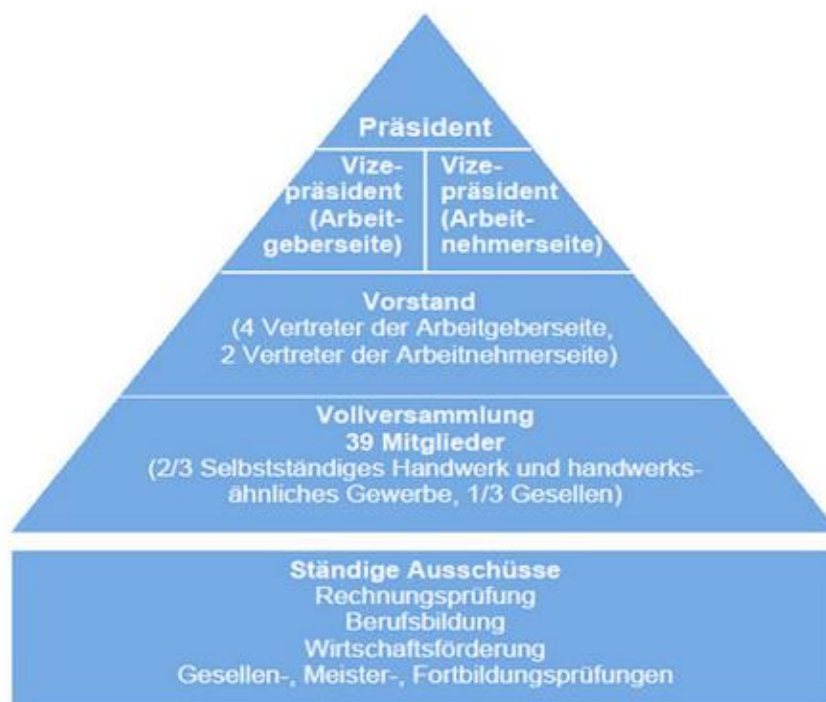 Präsident
Vize-
präsident
(Arbeit-
geberseite)
Vize-
präsident
(Arbeit-
nehmerseite)
Vorstand
(4 Vertreter der Arbeitgeberseite,
2 Vertreter der Arbeitnehmerseite)
Vollversammlung
39 Mitglieder
(2/3 Selbstständiges Handwerk und handwerks-
ähnliches Gewerbe, 1/3 Gesellen)
Ständige Ausschüsse
Rechnungsprüfung
Berufsbildung
Wirtschaftsförderung
Gesellen-, Meister-, Fortbildungsprüfungen